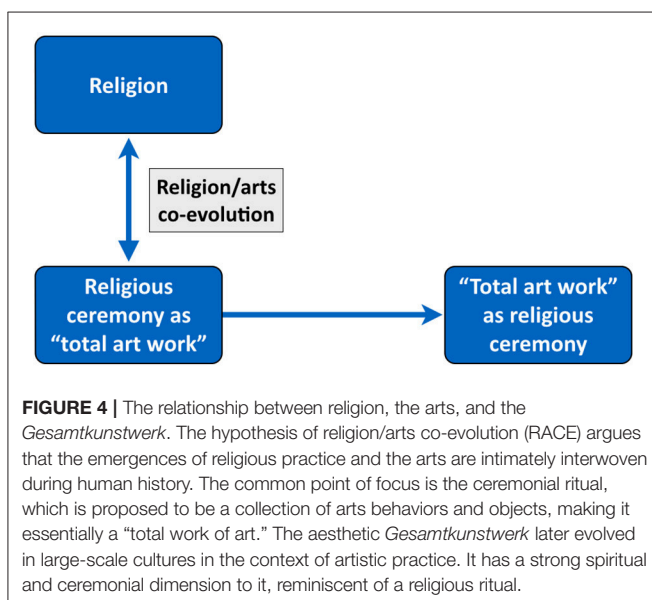 Religion
Religion/arts
co-evolution
Religious
ceremony as
“total art work”
“Total art work”
as religious
ceremony
FIGURE 4 | The relationship between religion, the arts, and the
Gesamtkunstwerk. The hypothesis of religion/arts co-evolution (RACE) argues
that the emergences of religious practice and the arts are intimately interwoven
during human history. The common point of focus is the ceremonial ritual,
which is proposed to be a collection of arts behaviors and objects, making it
essentially a “total work of art.” The aesthetic Gesamtkunstwerk later evolved
in large-scale cultures in the context of artistic practice. It has a strong spiritual
and ceremonial dimension to it, reminiscent of a religious ritual.